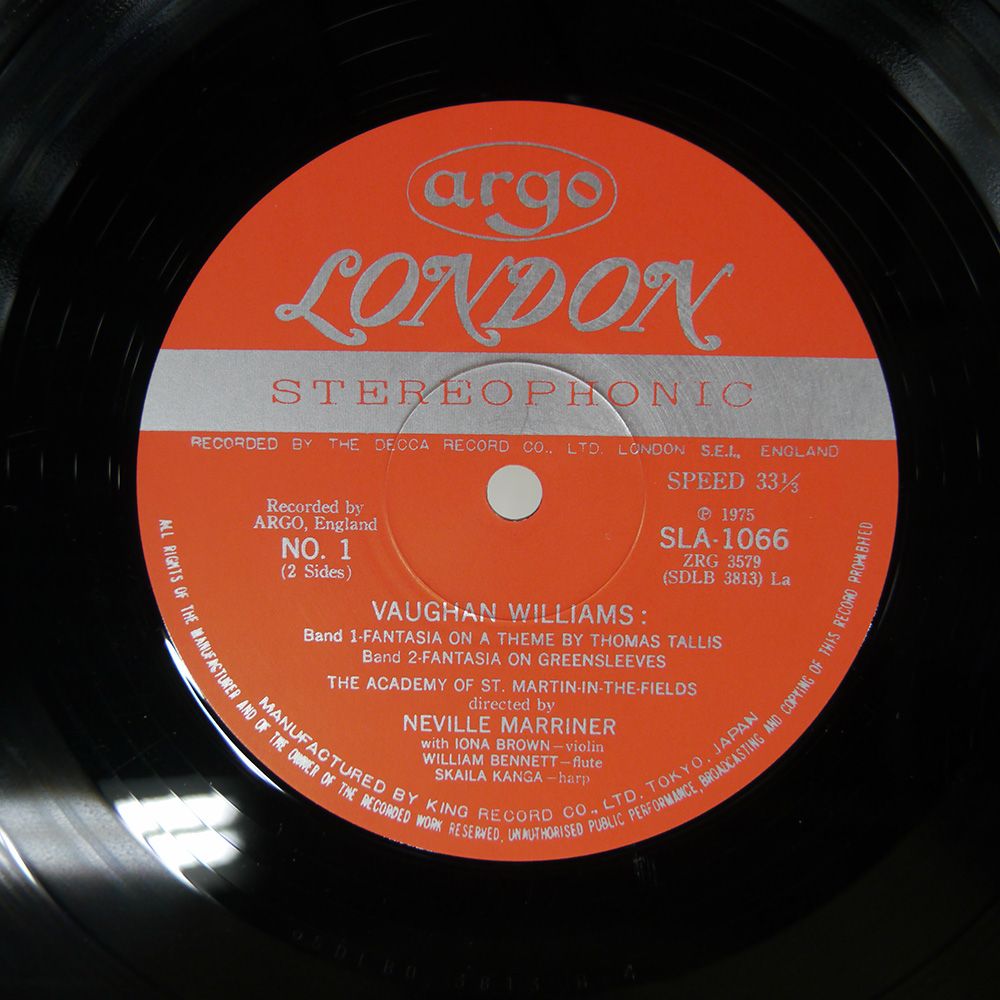 argo
LONDON
STEREOPHONIC
RECORDED BY THE DECCA RECORD CO., LTD. LONDON S.E.I., ENGLAND
SPEED 33⅓
Recorded by
ARGO, England
NO. 1
(2 Sides)
℗ 1975
SLA-1066
ZRG 3579
(SDLB 3813) La
VAUGHAN WILLIAMS:
Band 1-FANTASIA ON A THEME BY THOMAS TALLIS
Band 2-FANTASIA ON GREENSLEEVES
THE ACADEMY OF ST. MARTIN-IN-THE-FIELDS
directed by
NEVILLE MARRINER
with IONA BROWN—violin
WILLIAM BENNETT—flute
SKAILA KANGA—harp
MANUFACTURED BY KING RECORD CO., LTD. TOKYO, JAPAN
ALL RIGHTS OF THE MANUFACTURER AND OF THE OWNER OF THE RECORDED WORK RESERVED, UNAUTHORISED PUBLIC PERFORMANCE, BROADCASTING AND COPYING OF THIS RECORD PROHIBITED